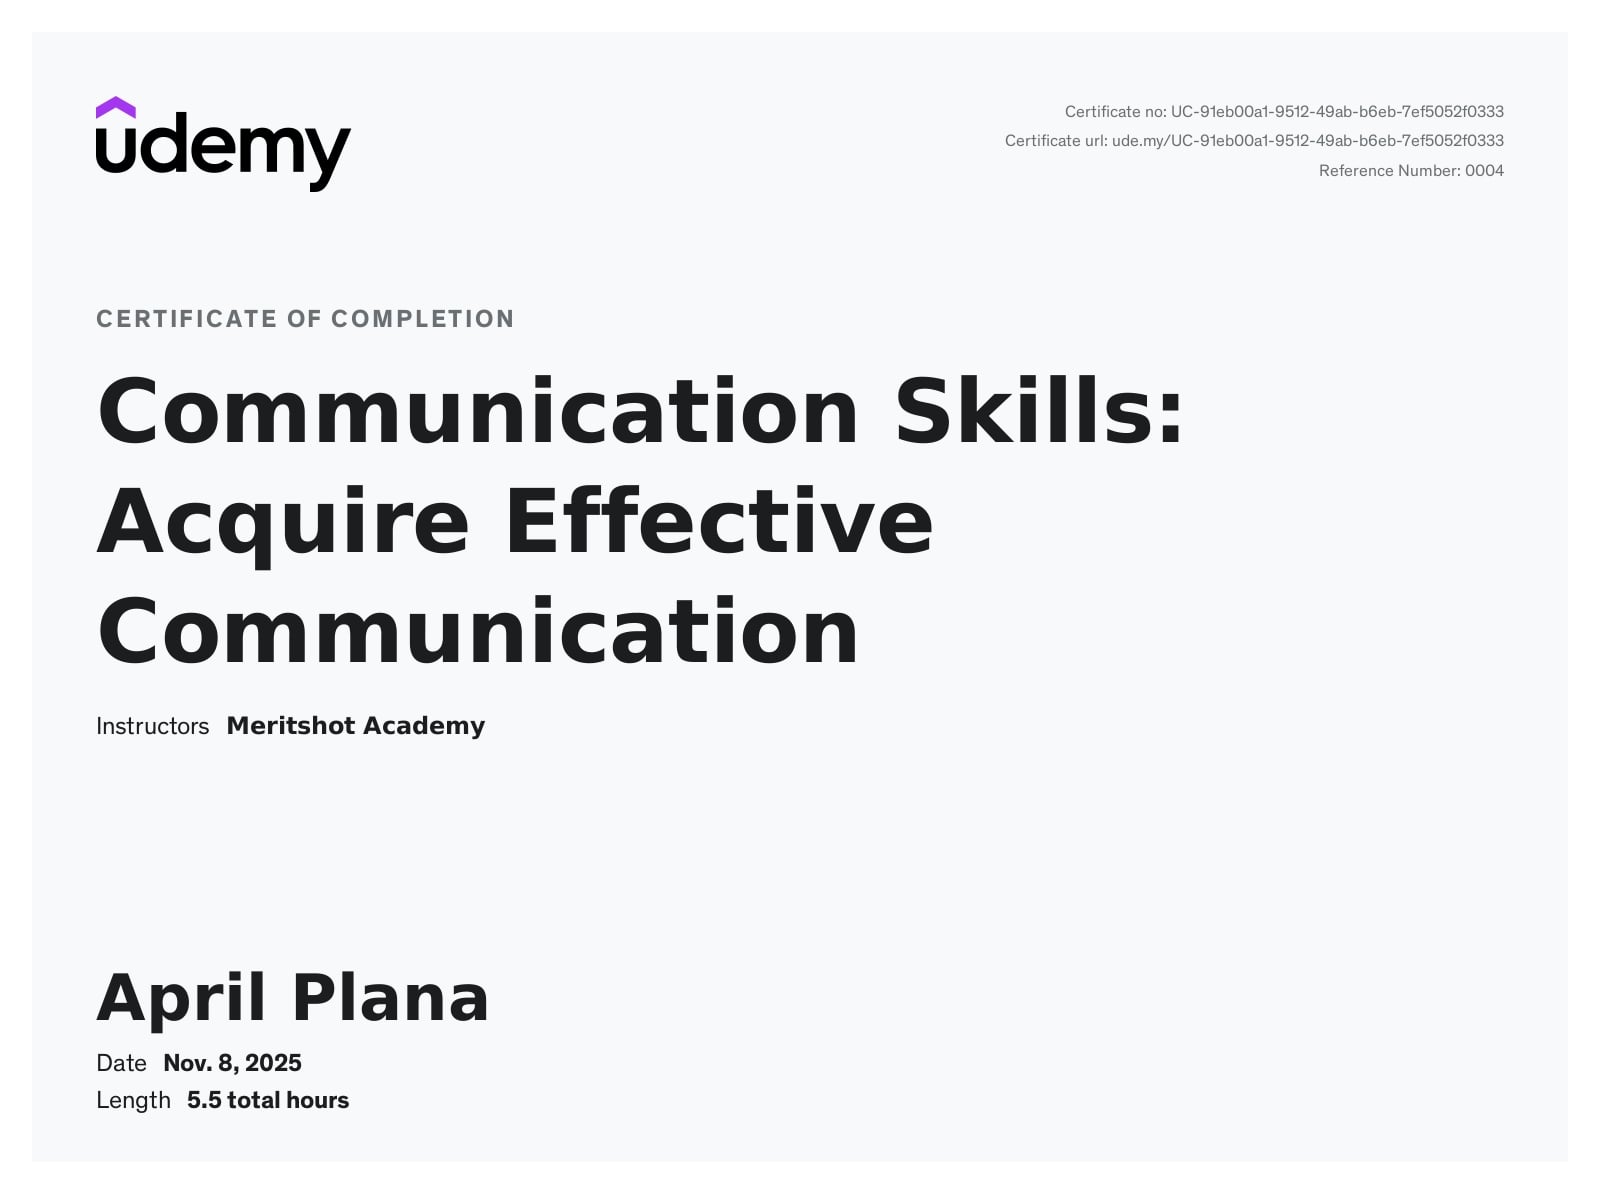 udemy
Certificate no: UC-91eb00a1-9512-49ab-b6eb-7ef5052f0333
Certificate url: ude.my/UC-91eb00a1-9512-49ab-b6eb-7ef5052f0333
Reference Number: 0004
CERTIFICATE OF COMPLETION
Communication Skills:
Acquire Effective
Communication
Instructors Meritshot Academy
April Plana
Date Nov. 8, 2025
Length 5.5 total hours